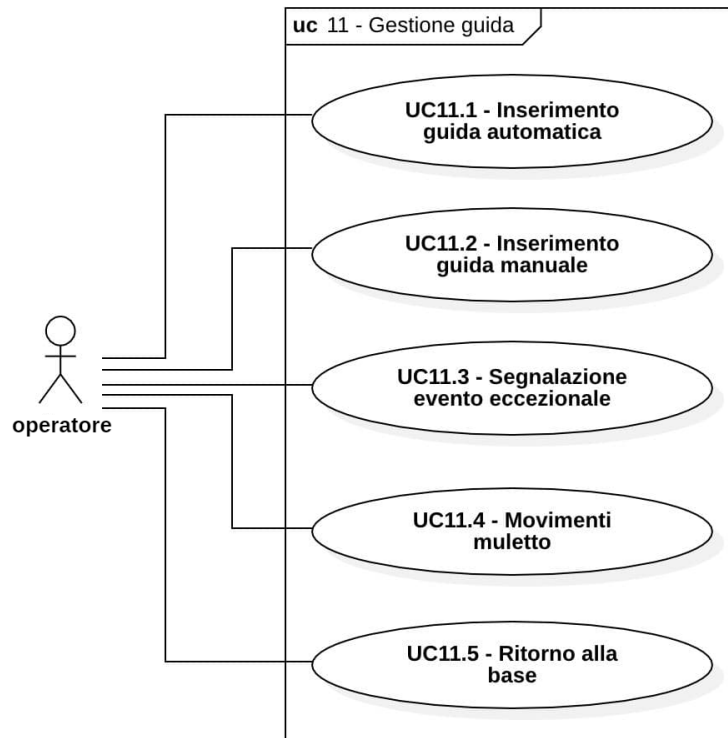 uc 11 - Gestione guida
UC11.1 - Inserimento
guida automatica
UC11.2 - Inserimento
guida manuale
UC11.3 - Segnalazione
evento eccezionale
operatore
UC11.4 - Movimenti
muletto
UC11.5 - Ritorno alla
base